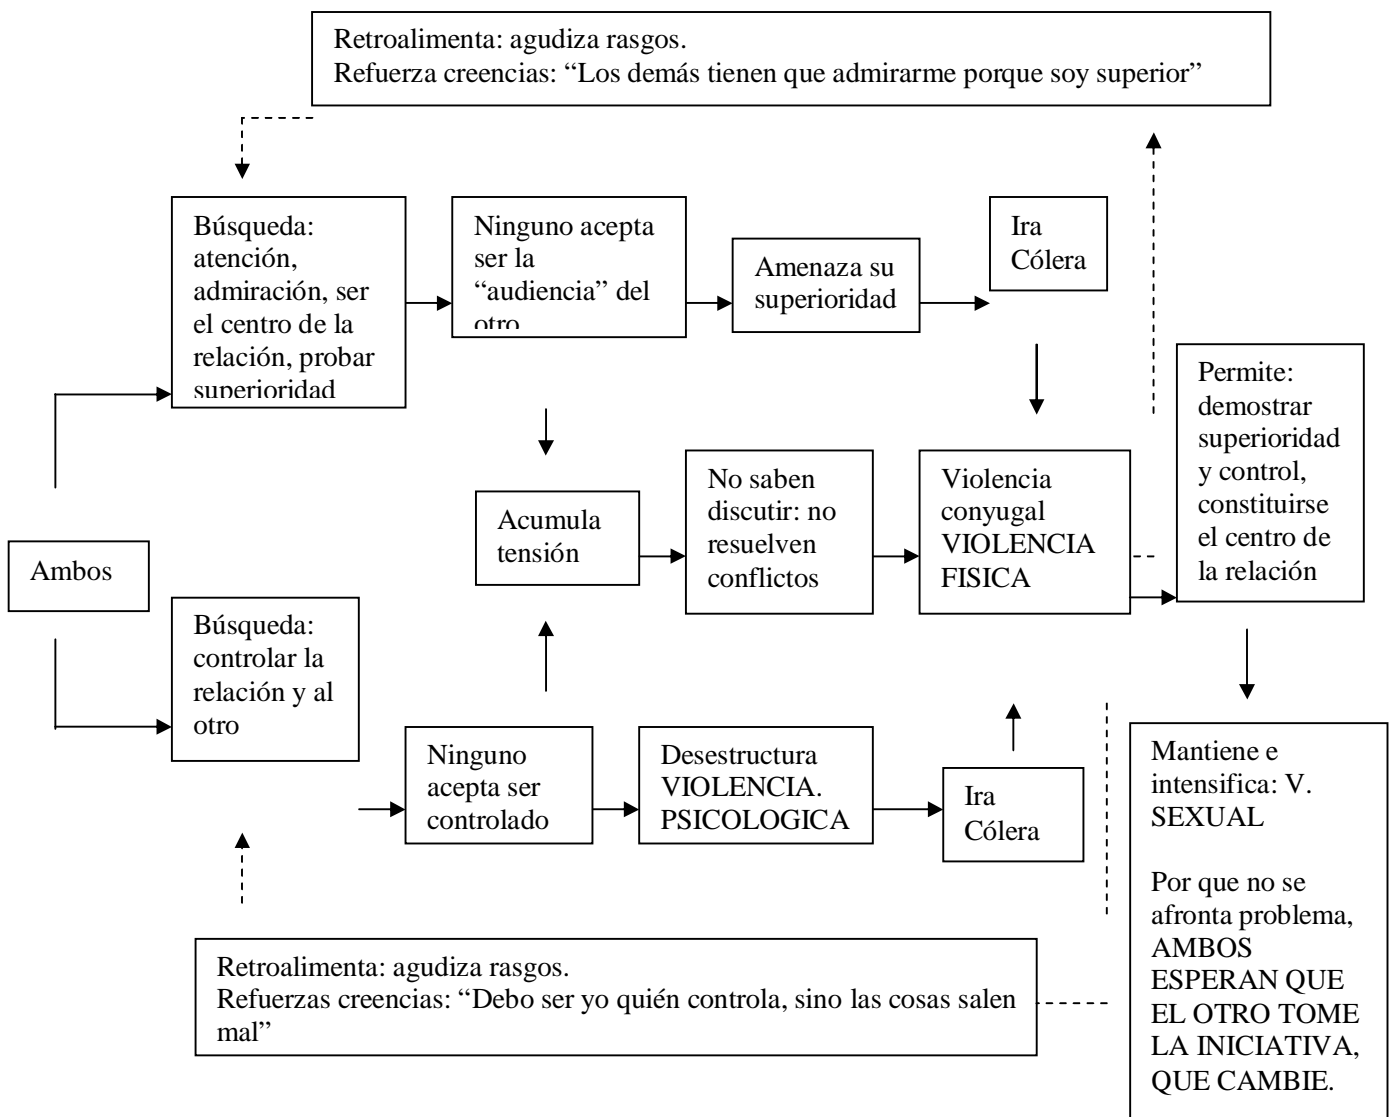 Retroalimenta: agudiza rasgos.
Refuerza creencias: “Los demás tienen que admirarme porque soy superior”
Búsqueda:
atención,
admiración, ser
el centro de la
relación, probar
superioridad
Ninguno acepta
ser la
“audiencia” del
otro
Amenaza su
superioridad
Ira
Cólera
Permite:
demostrar
superioridad
y control,
constituirse
el centro de
la relación
Ambos
Acumula
tensión
No saben
discutir: no
resuelven
conflictos
Violencia
conyugal
VIOLENCIA
FISICA
Búsqueda:
controlar la
relación y al
otro
Ninguno
acepta ser
controlado
Desestructura
VIOLENCIA.
PSICOLOGICA
Ira
Cólera
Mantiene e
intensifica: V.
SEXUAL
Por que no se
afronta problema,
AMBOS
ESPERAN QUE
EL OTRO TOME
LA INICIATIVA,
QUE CAMBIE.
Retroalimenta: agudiza rasgos.
Refuerzas creencias: “Debo ser yo quién controla, sino las cosas salen
mal”